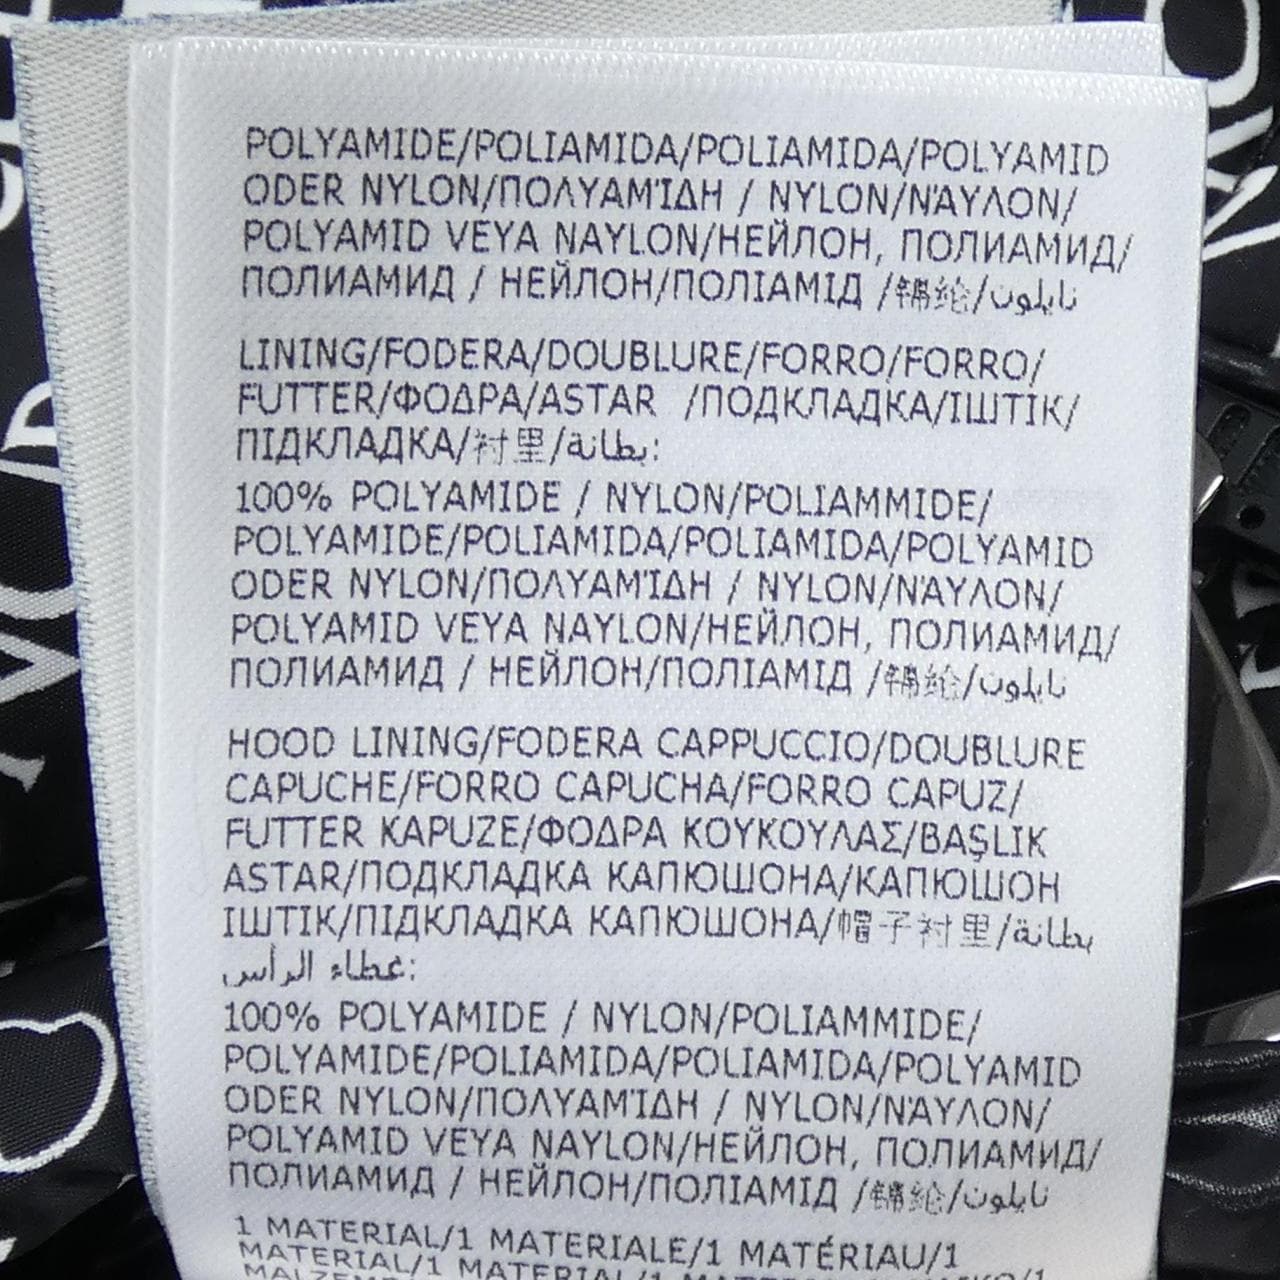 POLYAMIDE/POLIAMIDA/POLIAMIDA/POLYAMID
ODER NYLON/ΠΟΛΥΑΜΊΔΗ / NYLON/ΝΆΥΛΟΝ/
POLYAMID VEYA NAYLON/НЕЙЛОН, ПОЛИАМИД/
ПОЛИАМИД / НЕЙЛОН/ПОЛІАМІД /锦纶/نايلون
LINING/FODERA/DOUBLURE/FORRO/FORRO/
FUTTER/ΦΟΔΡΑ/ASTAR /ПОДКЛАДКА/ІШТІК/
ПІДКЛАДКА/衬里/بطانة:
100% POLYAMIDE / NYLON/POLIAMMIDE/
POLYAMIDE/POLIAMIDA/POLIAMIDA/POLYAMID
ODER NYLON/ΠΟΛΥΑΜΊΔΗ / NYLON/ΝΆΥΛΟΝ/
POLYAMID VEYA NAYLON/НЕЙЛОН, ПОЛИАМИД/
ПОЛИАМИД / НЕЙЛОН/ПОЛІАМІД /锦纶/نايلون
HOOD LINING/FODERA CAPPUCCIO/DOUBLURE
CAPUCHE/FORRO CAPUCHA/FORRO CAPUZ/
FUTTER KAPUZE/ΦΟΔΡΑ ΚΟΥΚΟΥΛΑΣ/BAŞLIK
ASTAR/ПОДКЛАДКА КАПЮШОНА/КАПЮШОН
ІШТІК/ПІДКЛАДКА КАПЮШОНА/帽子衬里/بطانة
غطاء الرأس:
100% POLYAMIDE / NYLON/POLIAMMIDE/
POLYAMIDE/POLIAMIDA/POLIAMIDA/POLYAMID
ODER NYLON/ΠΟΛΥΑΜΊΔΗ / NYLON/ΝΆΥΛΟΝ/
POLYAMID VEYA NAYLON/НЕЙЛОН, ПОЛИАМИД/
ПОЛИАМИД / НЕЙЛОН/ПОЛІАМІД /锦纶/نايلون
1 MATERIAL/1 MATERIALE/1 MATÉRIAU/1
MATERIAL/1 MATERIAL/1